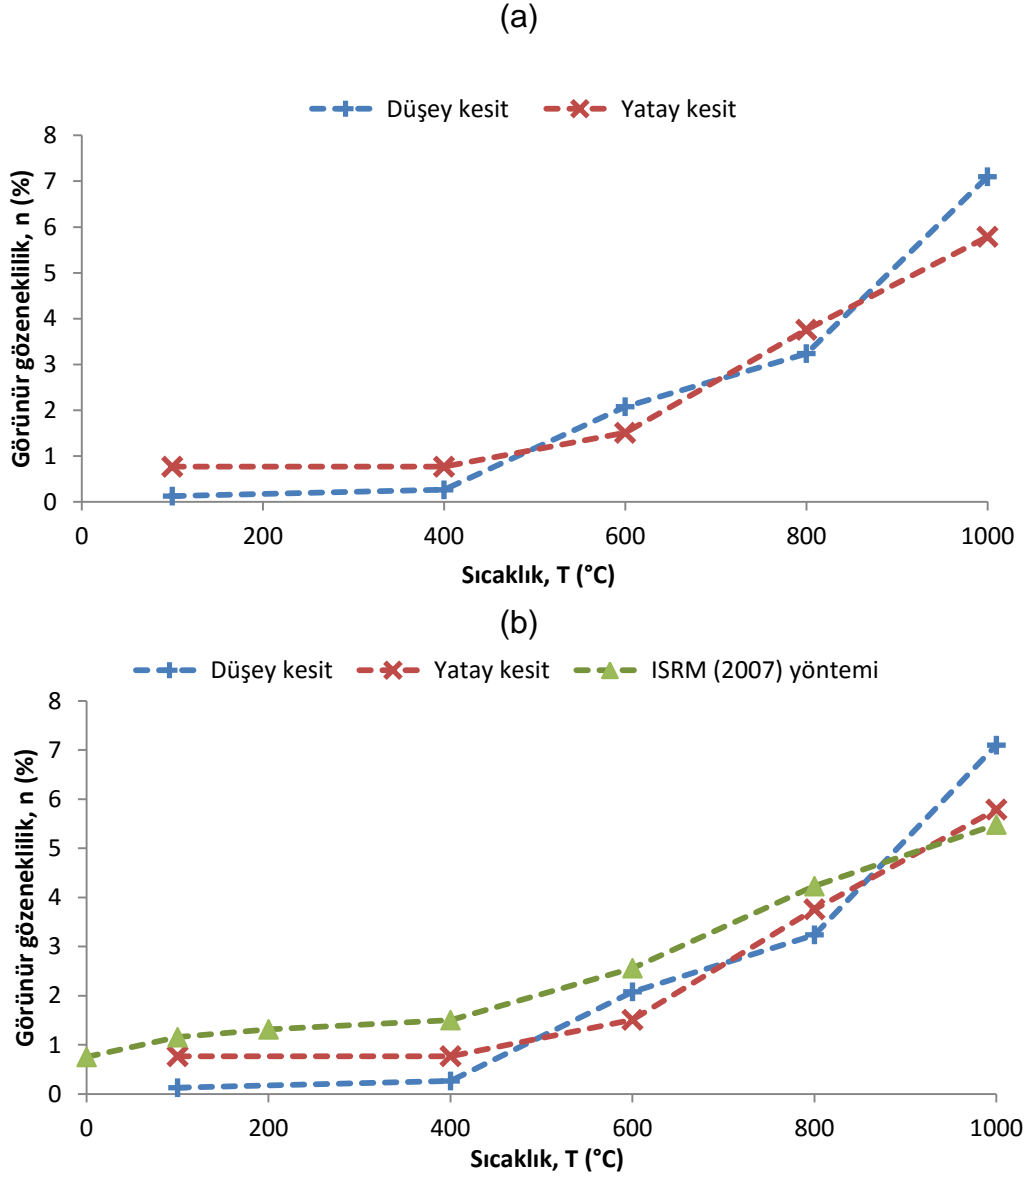 (a)
Düşey kesit Yatay kesit
8
7
6
5
4
3
2
1
0
Görünür gözeneklilik, n (%)
0 200 400 600 800 1000
Sıcaklık, T (°C)
(b)
Düşey kesit Yatay kesit ISRM (2007) yöntemi
8
7
6
5
4
3
2
1
0
Görünür gözeneklilik, n (%)
0 200 400 600 800 1000
Sıcaklık, T (°C)